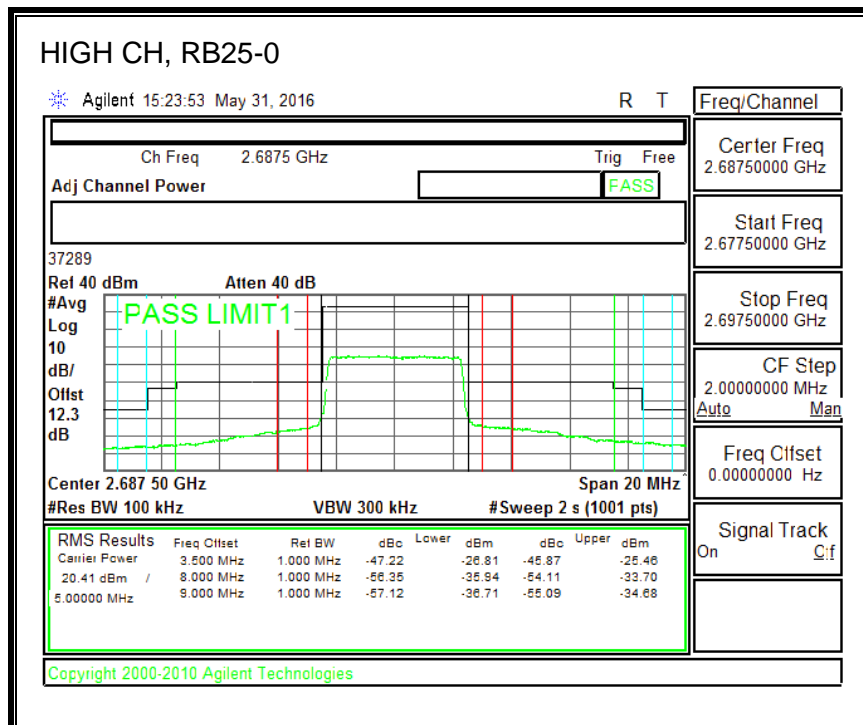 HIGH CH, RB25-0
Agilent 15:23:53 May 31, 2016 R T
Freq/Channel
Ch Freq 2.6875 GHz Trig Free
Adj Channel Power PASS
Center Freq
2.68750000 GHz
Start Freq
2.67750000 GHz
Stop Freq
2.69750000 GHz
CF Step
2.00000000 MHz
Auto Man
Freq Offset
0.00000000 Hz
Signal Track
On Off
37289
Ref 40 dBm Atten 40 dB
#Avg
Log
10
dB/
Offst
12.3
dB
PASS LIMIT1
Center 2.687 50 GHz Span 20 MHz
#Res BW 100 kHz VBW 300 kHz #Sweep 2 s (1001 pts)
RMS Results Freq Offset Ref BW dBc Lower dBm dBc Upper dBm
Carrier Power 3.500 MHz 1.000 MHz -47.22 -26.81 -45.87 -25.46
20.41 dBm / 8.000 MHz 1.000 MHz -56.35 -35.94 -54.11 -33.70
5.00000 MHz 9.000 MHz 1.000 MHz -57.12 -36.71 -55.09 -34.68
Copyright 2000-2010 Agilent Technologies